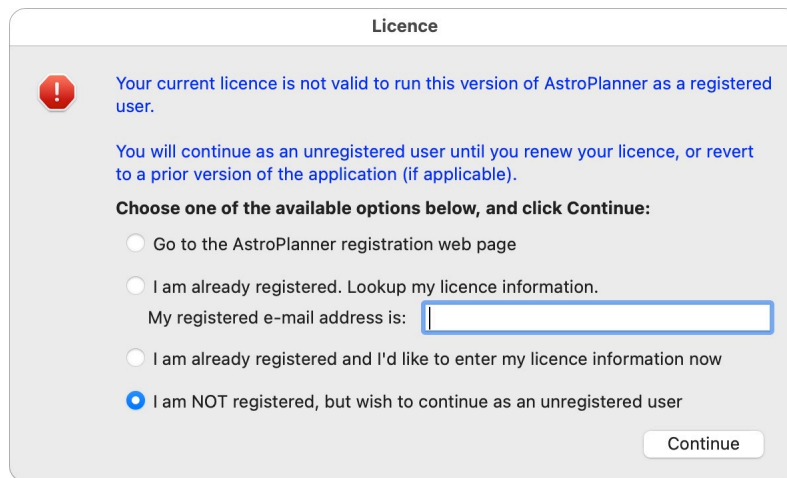 Licence
Your current licence is not valid to run this version of AstroPlanner as a registered
user.
You will continue as an unregistered user until you renew your licence, or revert
to a prior version of the application (if applicable).
Choose one of the available options below, and click Continue:
Go to the AstroPlanner registration web page
I am already registered. Lookup my licence information.
My registered e-mail address is:
I am already registered and I'd like to enter my licence information now
I am NOT registered, but wish to continue as an unregistered user
Continue